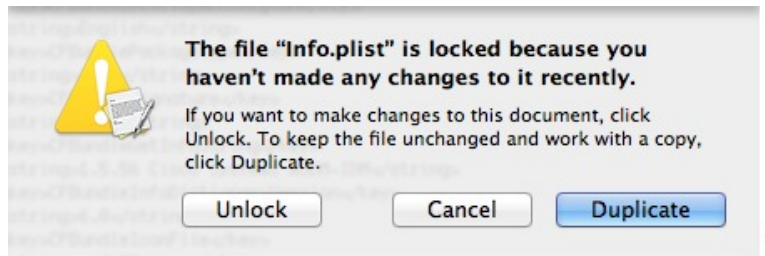 The file “Info.plist” is locked because you
haven’t made any changes to it recently.
If you want to make changes to this document, click
Unlock. To keep the file unchanged and work with a copy,
click Duplicate.
Unlock
Cancel
Duplicate